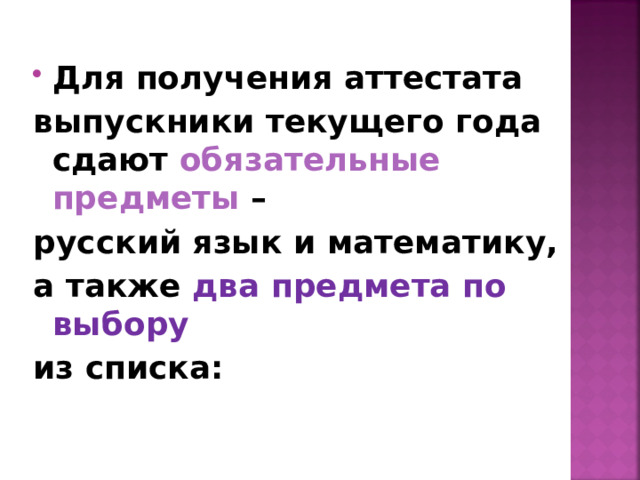 Для получения аттестата
выпускники текущего года
сдают обязательные
предметы –
русский язык и математику,
а также два предмета по
выбору
из списка: